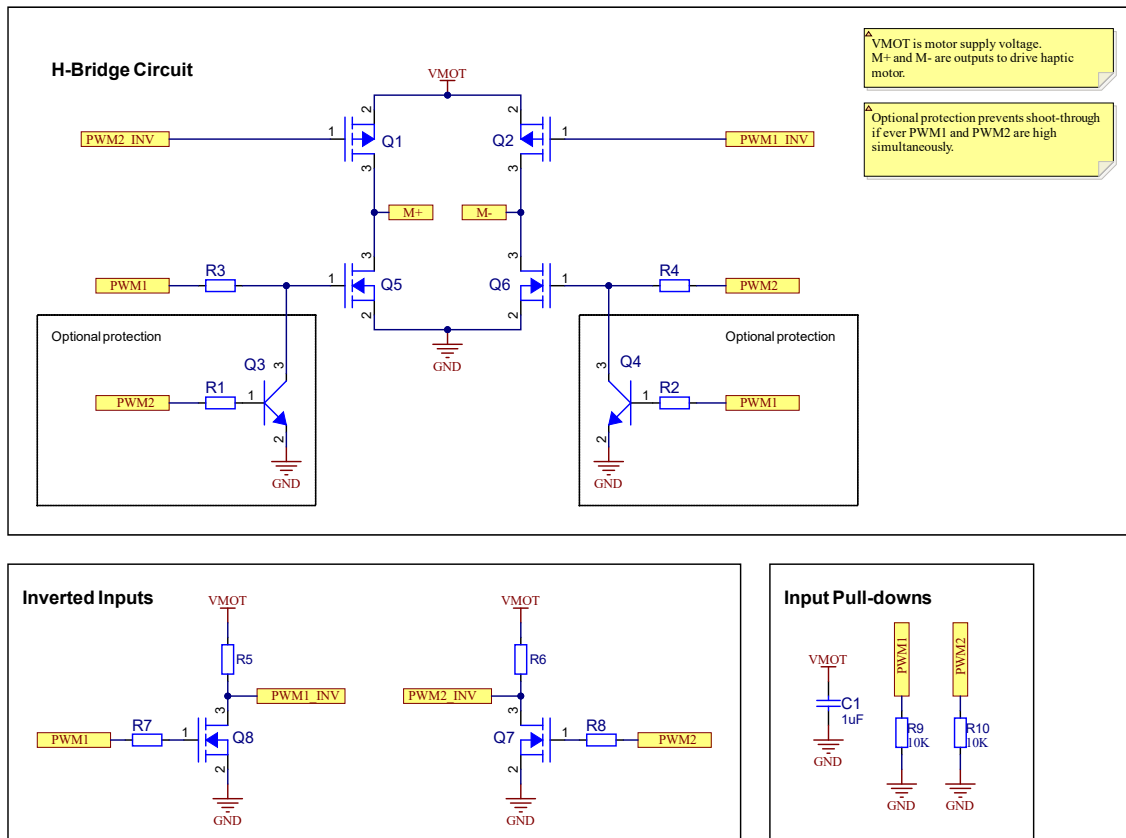 H-Bridge Circuit
VMOT
VMOT is motor supply voltage.
M+ and M- are outputs to drive haptic
motor.
Optional protection prevents shoot-through
if ever PWM1 and PWM2 are high
simultaneously.
PWM2_INV
1
2
Q1
3
2
Q2
3
1
PWM1_INV
M+
M-
PWM1
R3
1
3
Q5
2
3
Q6
2
1
R4
PWM2
GND
Optional protection
PWM2
R1
1
Q3
3
2
GND
Optional protection
Q4
3
2
1
R2
PWM1
GND
Inverted Inputs
VMOT
R5
PWM1_INV
PWM1
R7
1
3
Q8
2
GND
VMOT
R6
PWM2_INV
3
Q7
2
1
R8
PWM2
GND
Input Pull-downs
VMOT
C1
1uF
GND
PWM1
R9
10K
GND
PWM2
R10
10K
GND